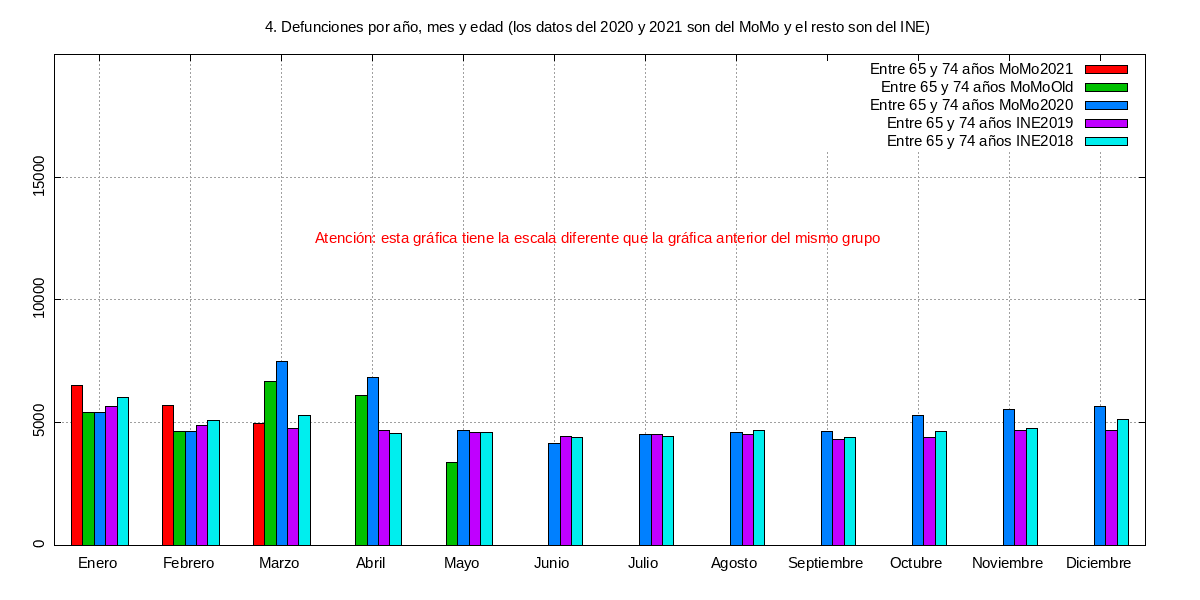 4. Defunciones por año, mes y edad (los datos del 2020 y 2021 son del MoMo y el resto son del INE)
Entre 65 y 74 años MoMo2021
Entre 65 y 74 años MoMoOld
Entre 65 y 74 años MoMo2020
Entre 65 y 74 años INE2019
Entre 65 y 74 años INE2018
15000
Atención: esta gráfica tiene la escala diferente que la gráfica anterior del mismo grupo
10000
5000
0
Enero Febrero Marzo Abril Mayo Junio Julio Agosto Septiembre Octubre Noviembre Diciembre